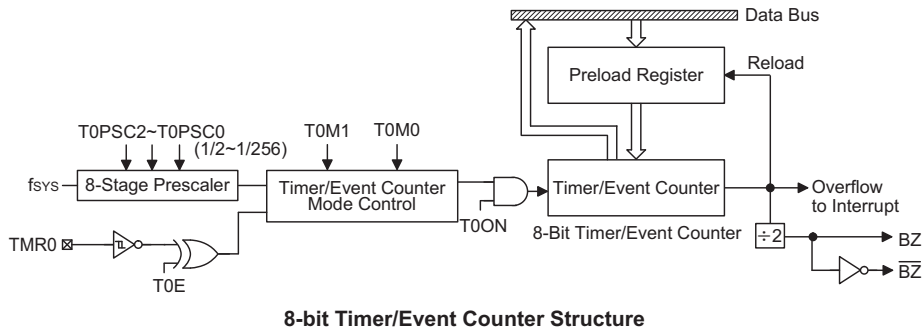 Data Bus
Preload Register
Reload
T0PSC2~T0PSC0
(1/2~1/256)
T0M1
T0M0
fSYS
8-Stage Prescaler
Timer/Event Counter
Mode Control
Timer/Event Counter
Overflow
to Interrupt
T0ON
8-Bit Timer/Event Counter
÷2
BZ
TMR0
T0E
B̅Z̅
8-bit Timer/Event Counter Structure